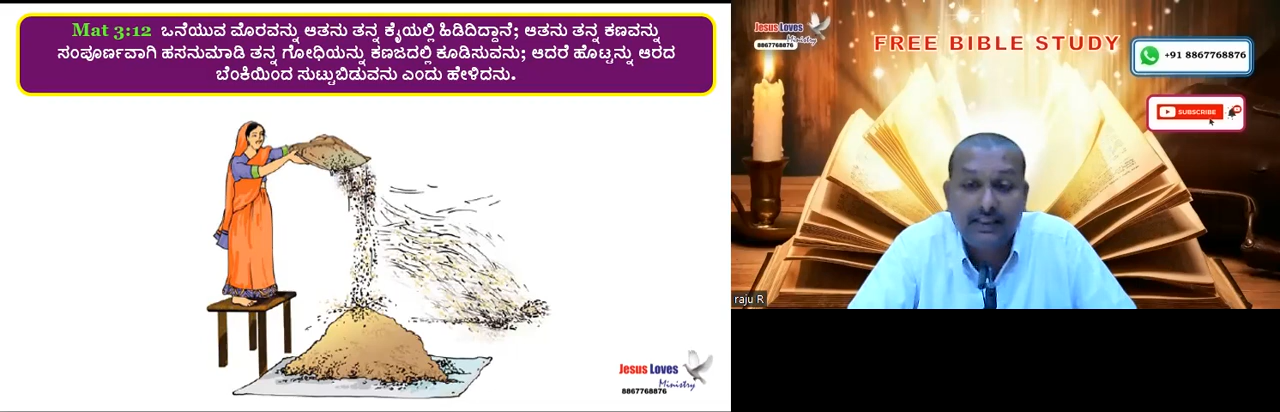 Mat 3:12 ಒನೆಯುವ ಮೊರವನ್ನು ಆತನು ತನ್ನ ಕೈಯಲ್ಲಿ ಹಿಡಿದಿದ್ದಾನೆ; ಆತನು ತನ್ನ ಕಣವನ್ನು
ಸಂಪೂರ್ಣವಾಗಿ ಹಸನುಮಾಡಿ ತನ್ನ ಗೋಧಿಯನ್ನು ಕಣಜದಲ್ಲಿ ಕೂಡಿಸುವನು; ಆದರೆ ಹೊಟ್ಟನ್ನು ಆರದ
ಬೆಂಕಿಯಿಂದ ಸುಟ್ಟುಬಿಡುವನು ಎಂದು ಹೇಳಿದನು.
Jesus Loves
Ministry
8867768876
Jesus Loves
Ministry
8867768876
FREE BIBLE STUDY
+91 8867768876
SUBSCRIBE
raju R